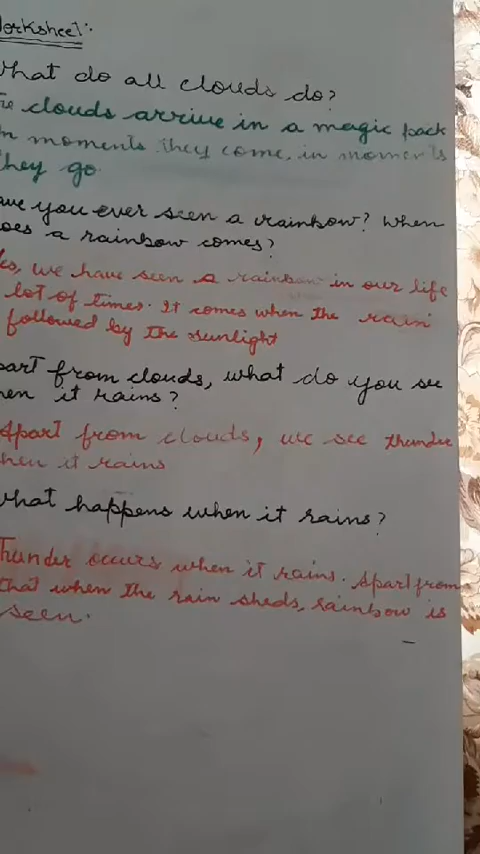 orksheet:
hat do all clouds do?
e clouds arrive in a magic pack
n moments they come, in moments
hey go
ave you ever seen a rainbow? When
oes a rainbow comes?
es, we have seen a rainbow in our life
lot of times. It comes when the rain
followed by the sunlight
part from clouds, what do you see
hen it rains?
Apart from clouds, we see thunder
hen it rains
what happens when it rains?
Thunder occurs when it rains. Apart from
that when the rain sheds, rainbow is
seen.